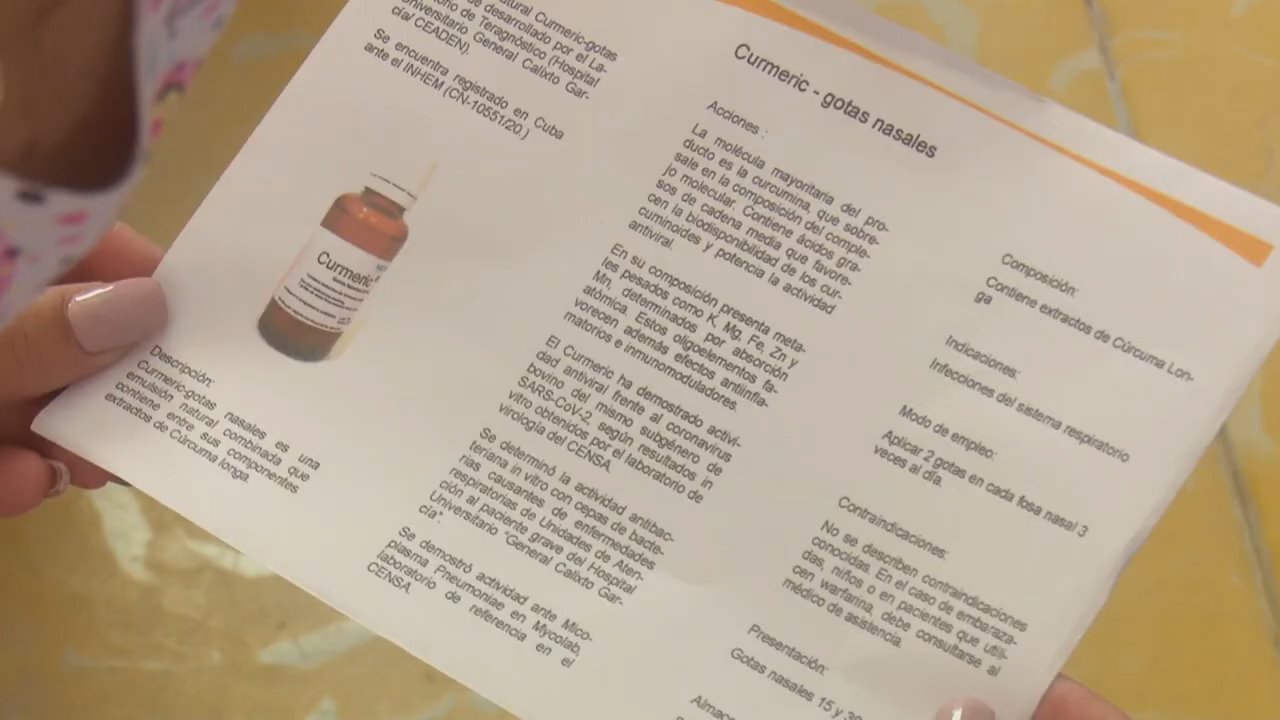 natural Curmeric-gotas
desarrollado por el La-
de Teragnóstico (Hospital
Universitario General Calixto Gar-
cía/ CEADEN).
Se encuentra registrado en Cuba
ante el INHEM (CN-10551/20.)
Curmeric
Descripción:
Curmeric-gotas nasales es una
emulsión natural combinada que
contiene entre sus componentes
extractos de Cúrcuma longa.
Curmeric - gotas nasales
Acciones :
La molécula mayoritaria del pro-
ducto es la curcumina, que sobre-
sale en la composición del comple-
jo molecular. Contiene ácidos gra-
sos de cadena media que favore-
cen la biodisponibilidad de los cur-
cuminoides y potencia la actividad
antiviral.
En su composición presenta meta-
les pesados como K, Mg, Fe, Zn y
Mn, determinados por absorción
atómica. Estos oligoelementos fa-
vorecen además efectos antiinfla-
matorios e inmunomoduladores.
El Curmeric ha demostrado activi-
dad antiviral frente al coronavirus
bovino del mismo subgénero de
SARS-CoV-2, según resultados in
vitro obtenidos por el laboratorio de
virología del CENSA.
Se determinó la actividad antibac-
teriana in vitro con cepas de bacte-
rias causantes de enfermedades
respiratorias de Unidades de Aten-
ción al paciente grave del Hospital
Universitario "General Calixto Gar-
cía".
Se demostró actividad ante Mico-
plasma Pneumoniae en Mycolab,
laboratorio de referencia en el
CENSA.
Composición:
Contiene extractos de Cúrcuma Lon-
ga
Indicaciones:
Infecciones del sistema respiratorio
Modo de empleo:
Aplicar 2 gotas en cada fosa nasal 3
veces al día.
Contraindicaciones:
No se describen contraindicaciones
conocidas. En el caso de embaraza-
das, niños o en pacientes que utili-
cen warfarina, debe consultarse al
médico de asistencia.
Presentación:
Gotas nasales 15 y